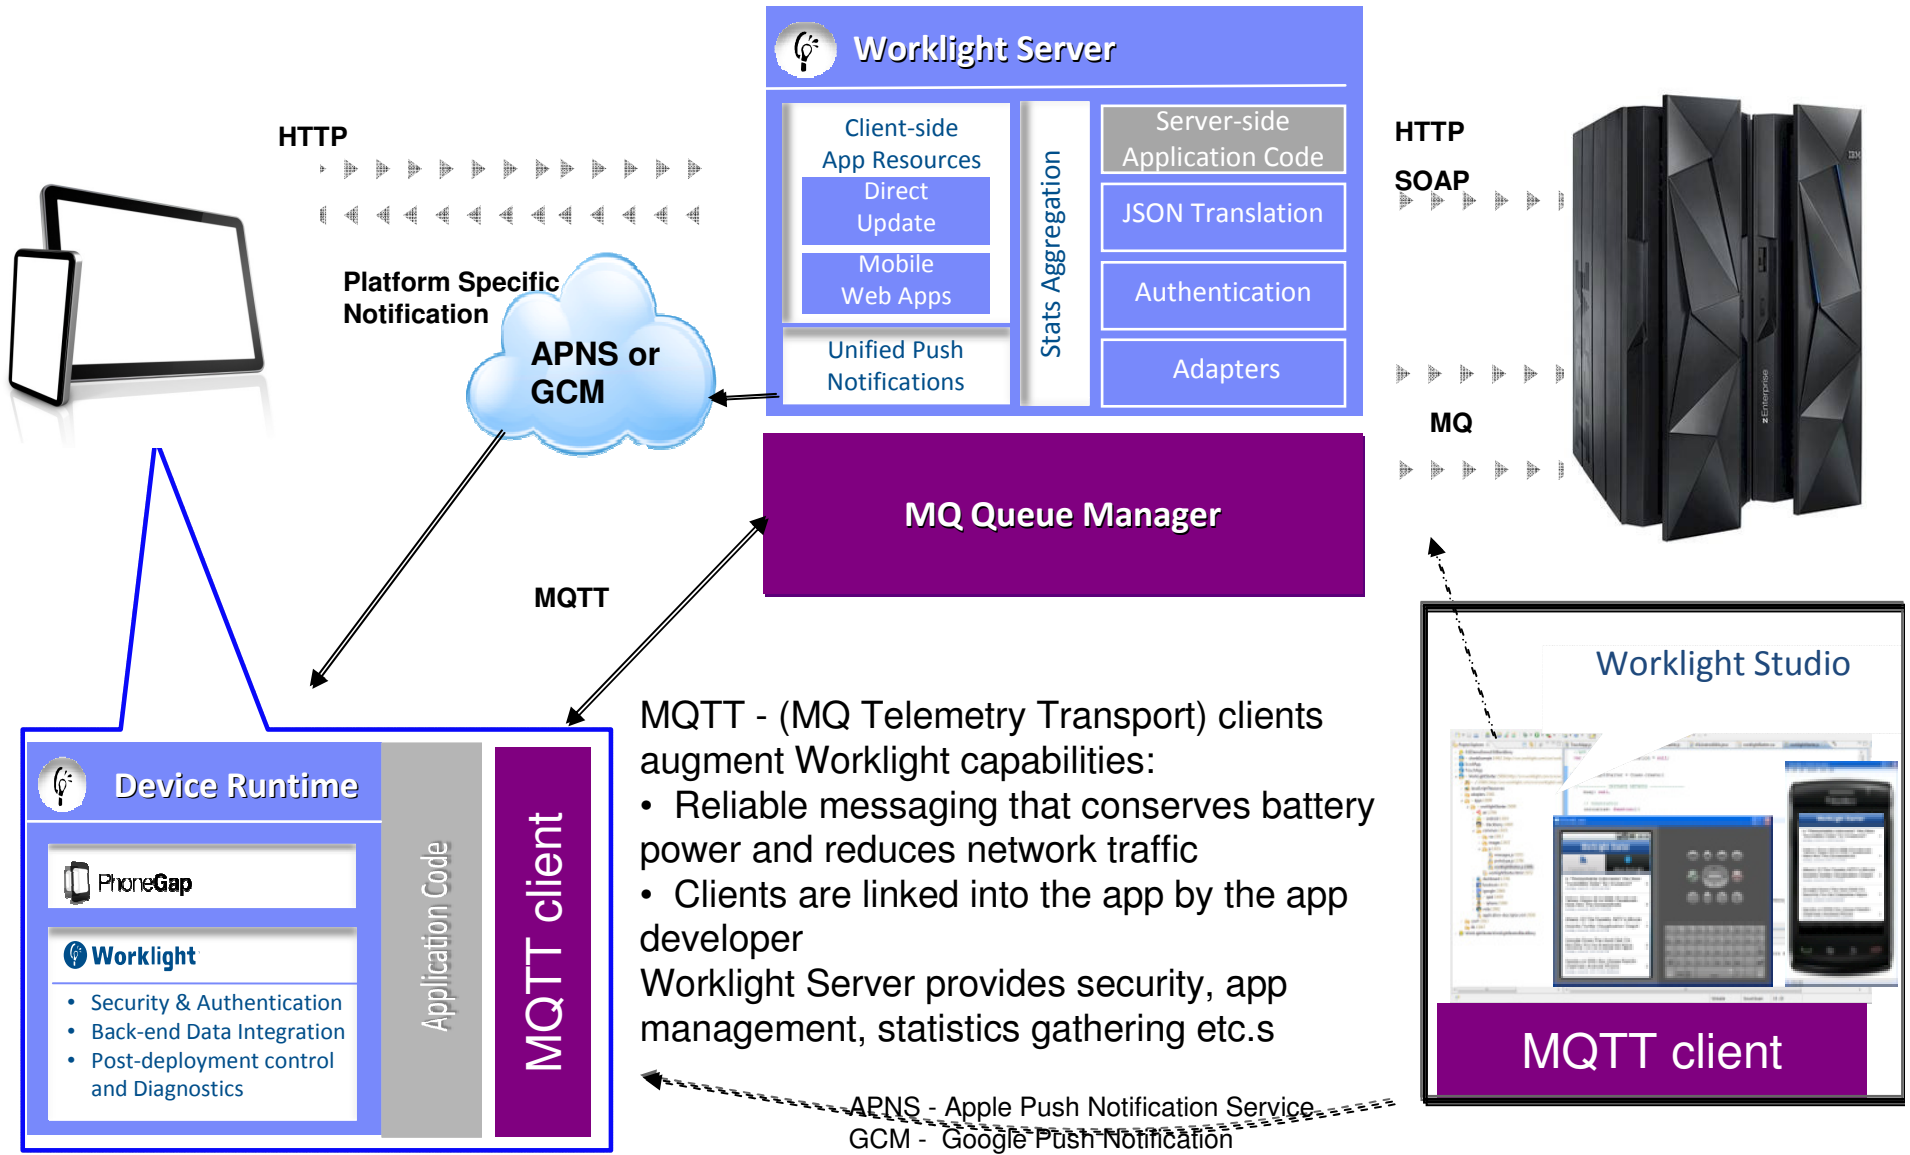 Worklight Server
Client-side
App Resources
Direct
Update
Mobile
Web Apps
Unified Push
Notifications
Stats Aggregation
Server-side
Application Code
JSON Translation
Authentication
Adapters
HTTP
Platform Specific
Notification
APNS or
GCM
HTTP
SOAP
MQ
IBM
zEnterprise
MQ Queue Manager
MQTT
Device Runtime
PhoneGap
Worklight
• Security & Authentication
• Back-end Data Integration
• Post-deployment control
and Diagnostics
Application Code
MQTT client
MQTT - (MQ Telemetry Transport) clients
augment Worklight capabilities:
• Reliable messaging that conserves battery
power and reduces network traffic
• Clients are linked into the app by the app
developer
Worklight Server provides security, app
management, statistics gathering etc.s
APNS - Apple Push Notification Service
GCM - Google Push Notification
Worklight Studio
MQTT client